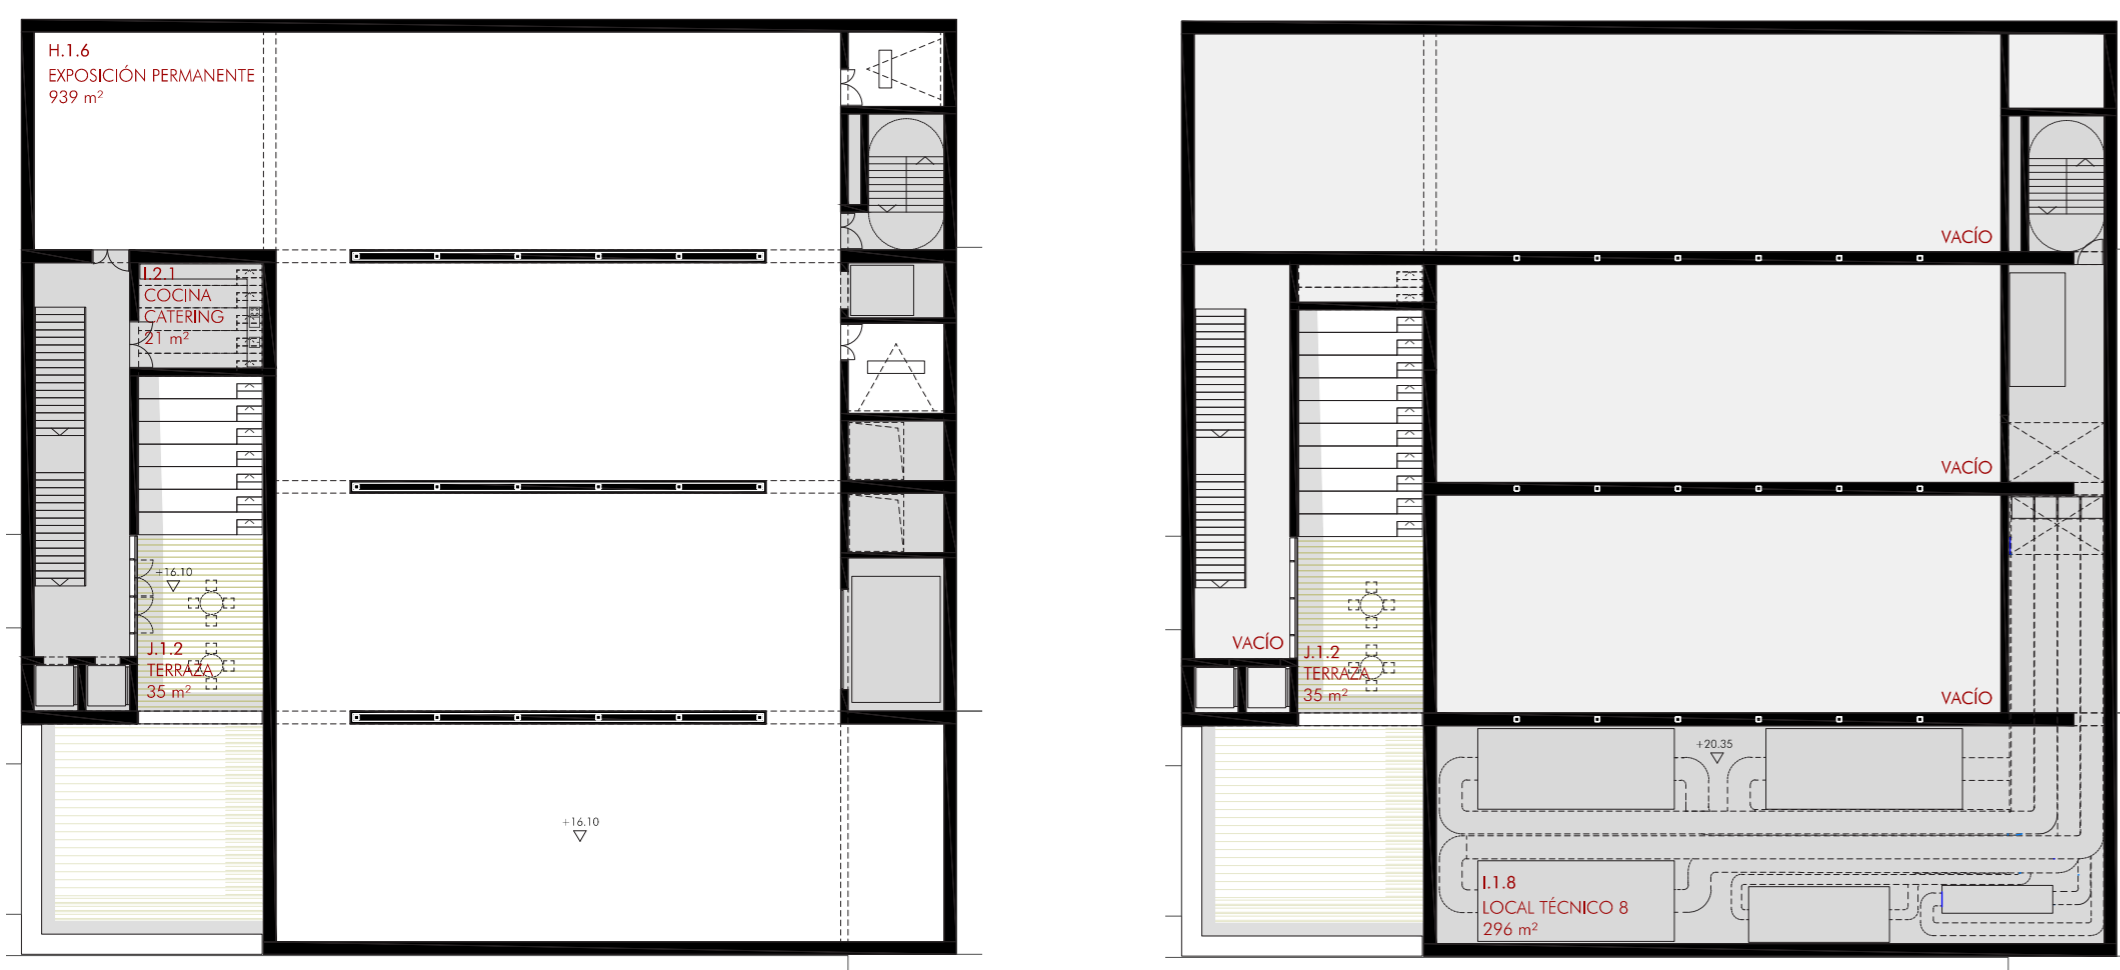 H.1.6
EXPOSICIÓN PERMANENTE
939 m²
I.2.1
COCINA
CATERING
21 m²
+16.10
J.1.2
TERRAZA
35 m²
+16.10
VACÍO
VACÍO
VACÍO
J.1.2
TERRAZA
35 m²
VACÍO
+20.35
I.1.8
LOCAL TÉCNICO 8
296 m²